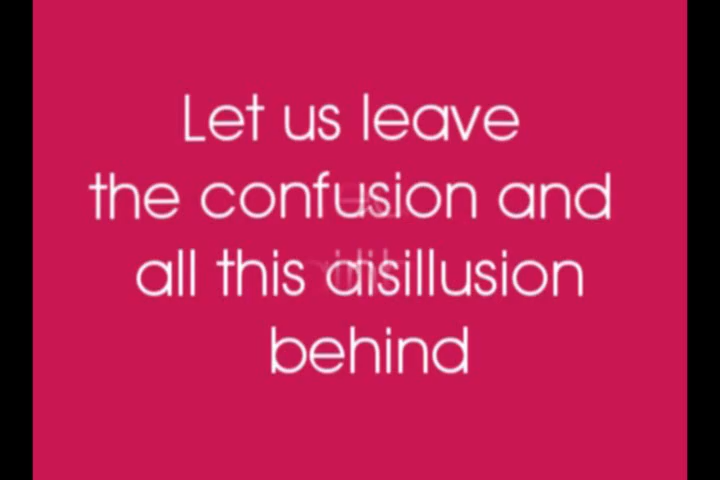 Let us leave
the confusion and
all this disillusion
behind